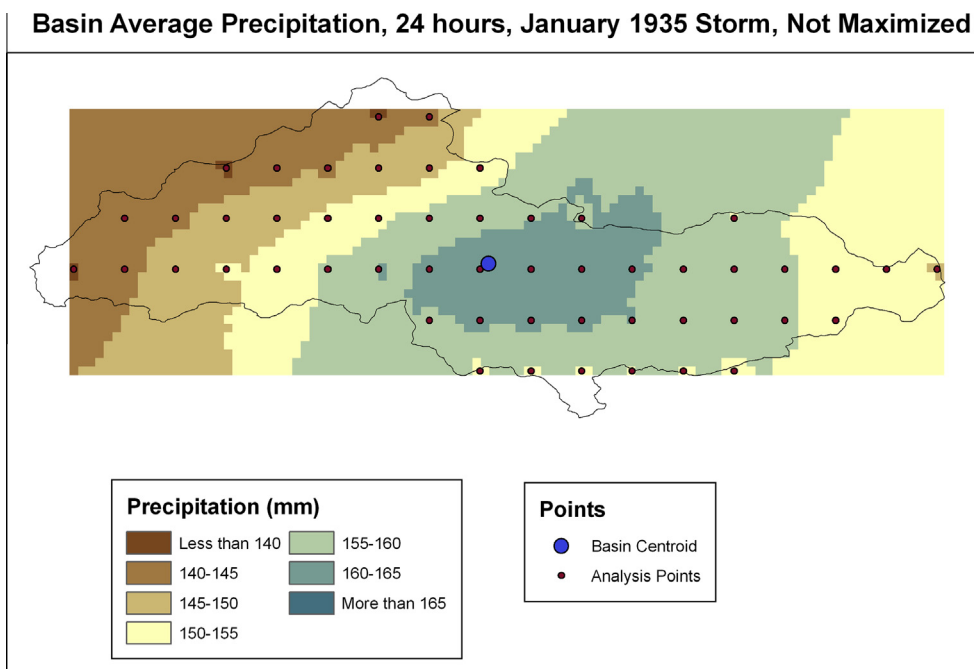 Basin Average Precipitation, 24 hours, January 1935 Storm, Not Maximized
Precipitation (mm)
Less than 140
140-145
145-150
150-155
155-160
160-165
More than 165
Points
Basin Centroid
Analysis Points